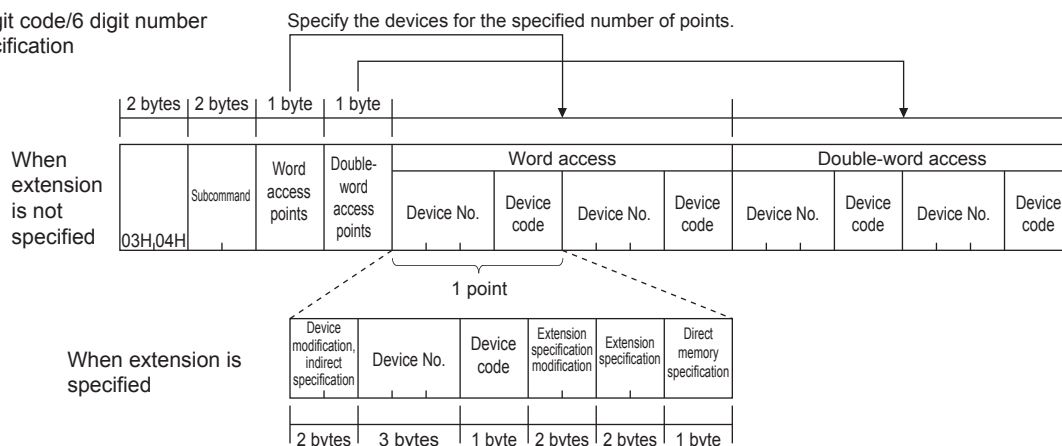 git code/6 digit number
cification
Specify the devices for the specified number of points.
2 bytes 2 bytes 1 byte 1 byte
When
extension
is not
specified
03H 04H
Subcommand
Word
access
points
Double-
word
access
points
Word access
Device No.
Device
code
Device No.
Device
code
Double-word access
Device No.
Device
code
Device No.
Device
code
1 point
When extension is
specified
Device
modification,
indirect
specification
Device No.
Device
code
Extension
specification
modification
Extension
specification
Direct
memory
specification
2 bytes 3 bytes 1 byte 2 bytes 2 bytes 1 byte